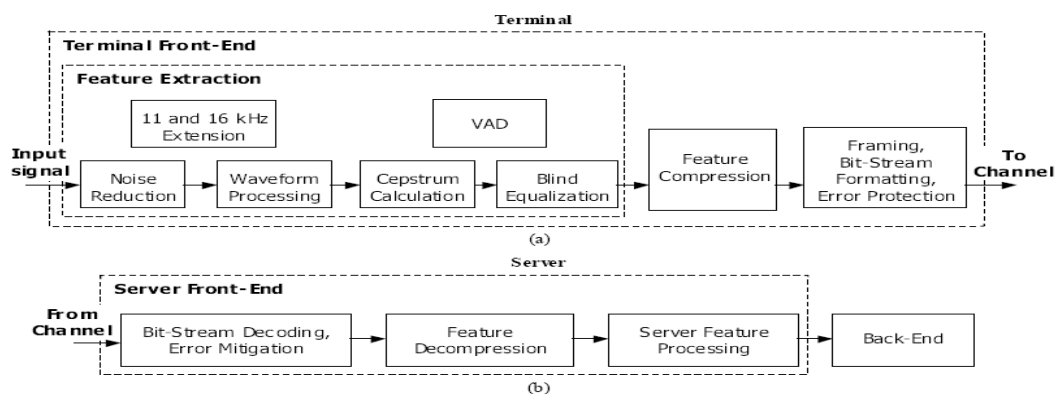 Terminal
Terminal Front-End
Feature Extraction
11 and 16 kHz
Extension
VAD
Input
signal
Noise
Reduction
Waveform
Processing
Cepstrum
Calculation
Blind
Equalization
Feature
Compression
Framing,
Bit-Stream
Formatting,
Error Protection
To
Channel
(a)
Server
Server Front-End
From
Channel
Bit-Stream Decoding,
Error Mitigation
Feature
Decompression
Server Feature
Processing
Back-End
(b)